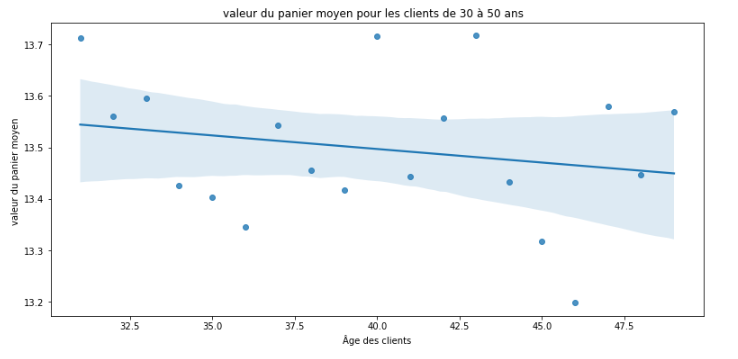 valeur du panier moyen pour les clients de 30 à 50 ans
13.7
13.6
13.5
13.4
13.3
13.2
valeur du panier moyen
32.5 35.0 37.5 40.0 42.5 45.0 47.5
Âge des clients